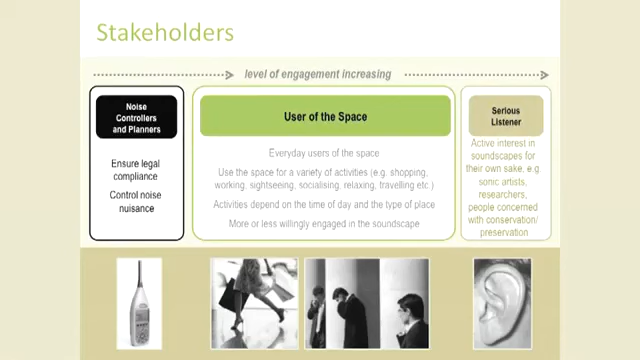 Stakeholders
level of engagement increasing
Noise
Controllers
and Planners
Ensure legal
compliance
Control noise
nuisance
User of the Space
Everyday users of the space
Use the space for a variety of activities (e.g. shopping,
working, sightseeing, socialising, relaxing, travelling etc.)
Activities depend on the time of day and the type of place
More or less willingly engaged in the soundscape
Serious
Listener
Active interest in
soundscapes for
their own sake, e.g.
sonic artists,
researchers,
people concerned
with conservation/
preservation